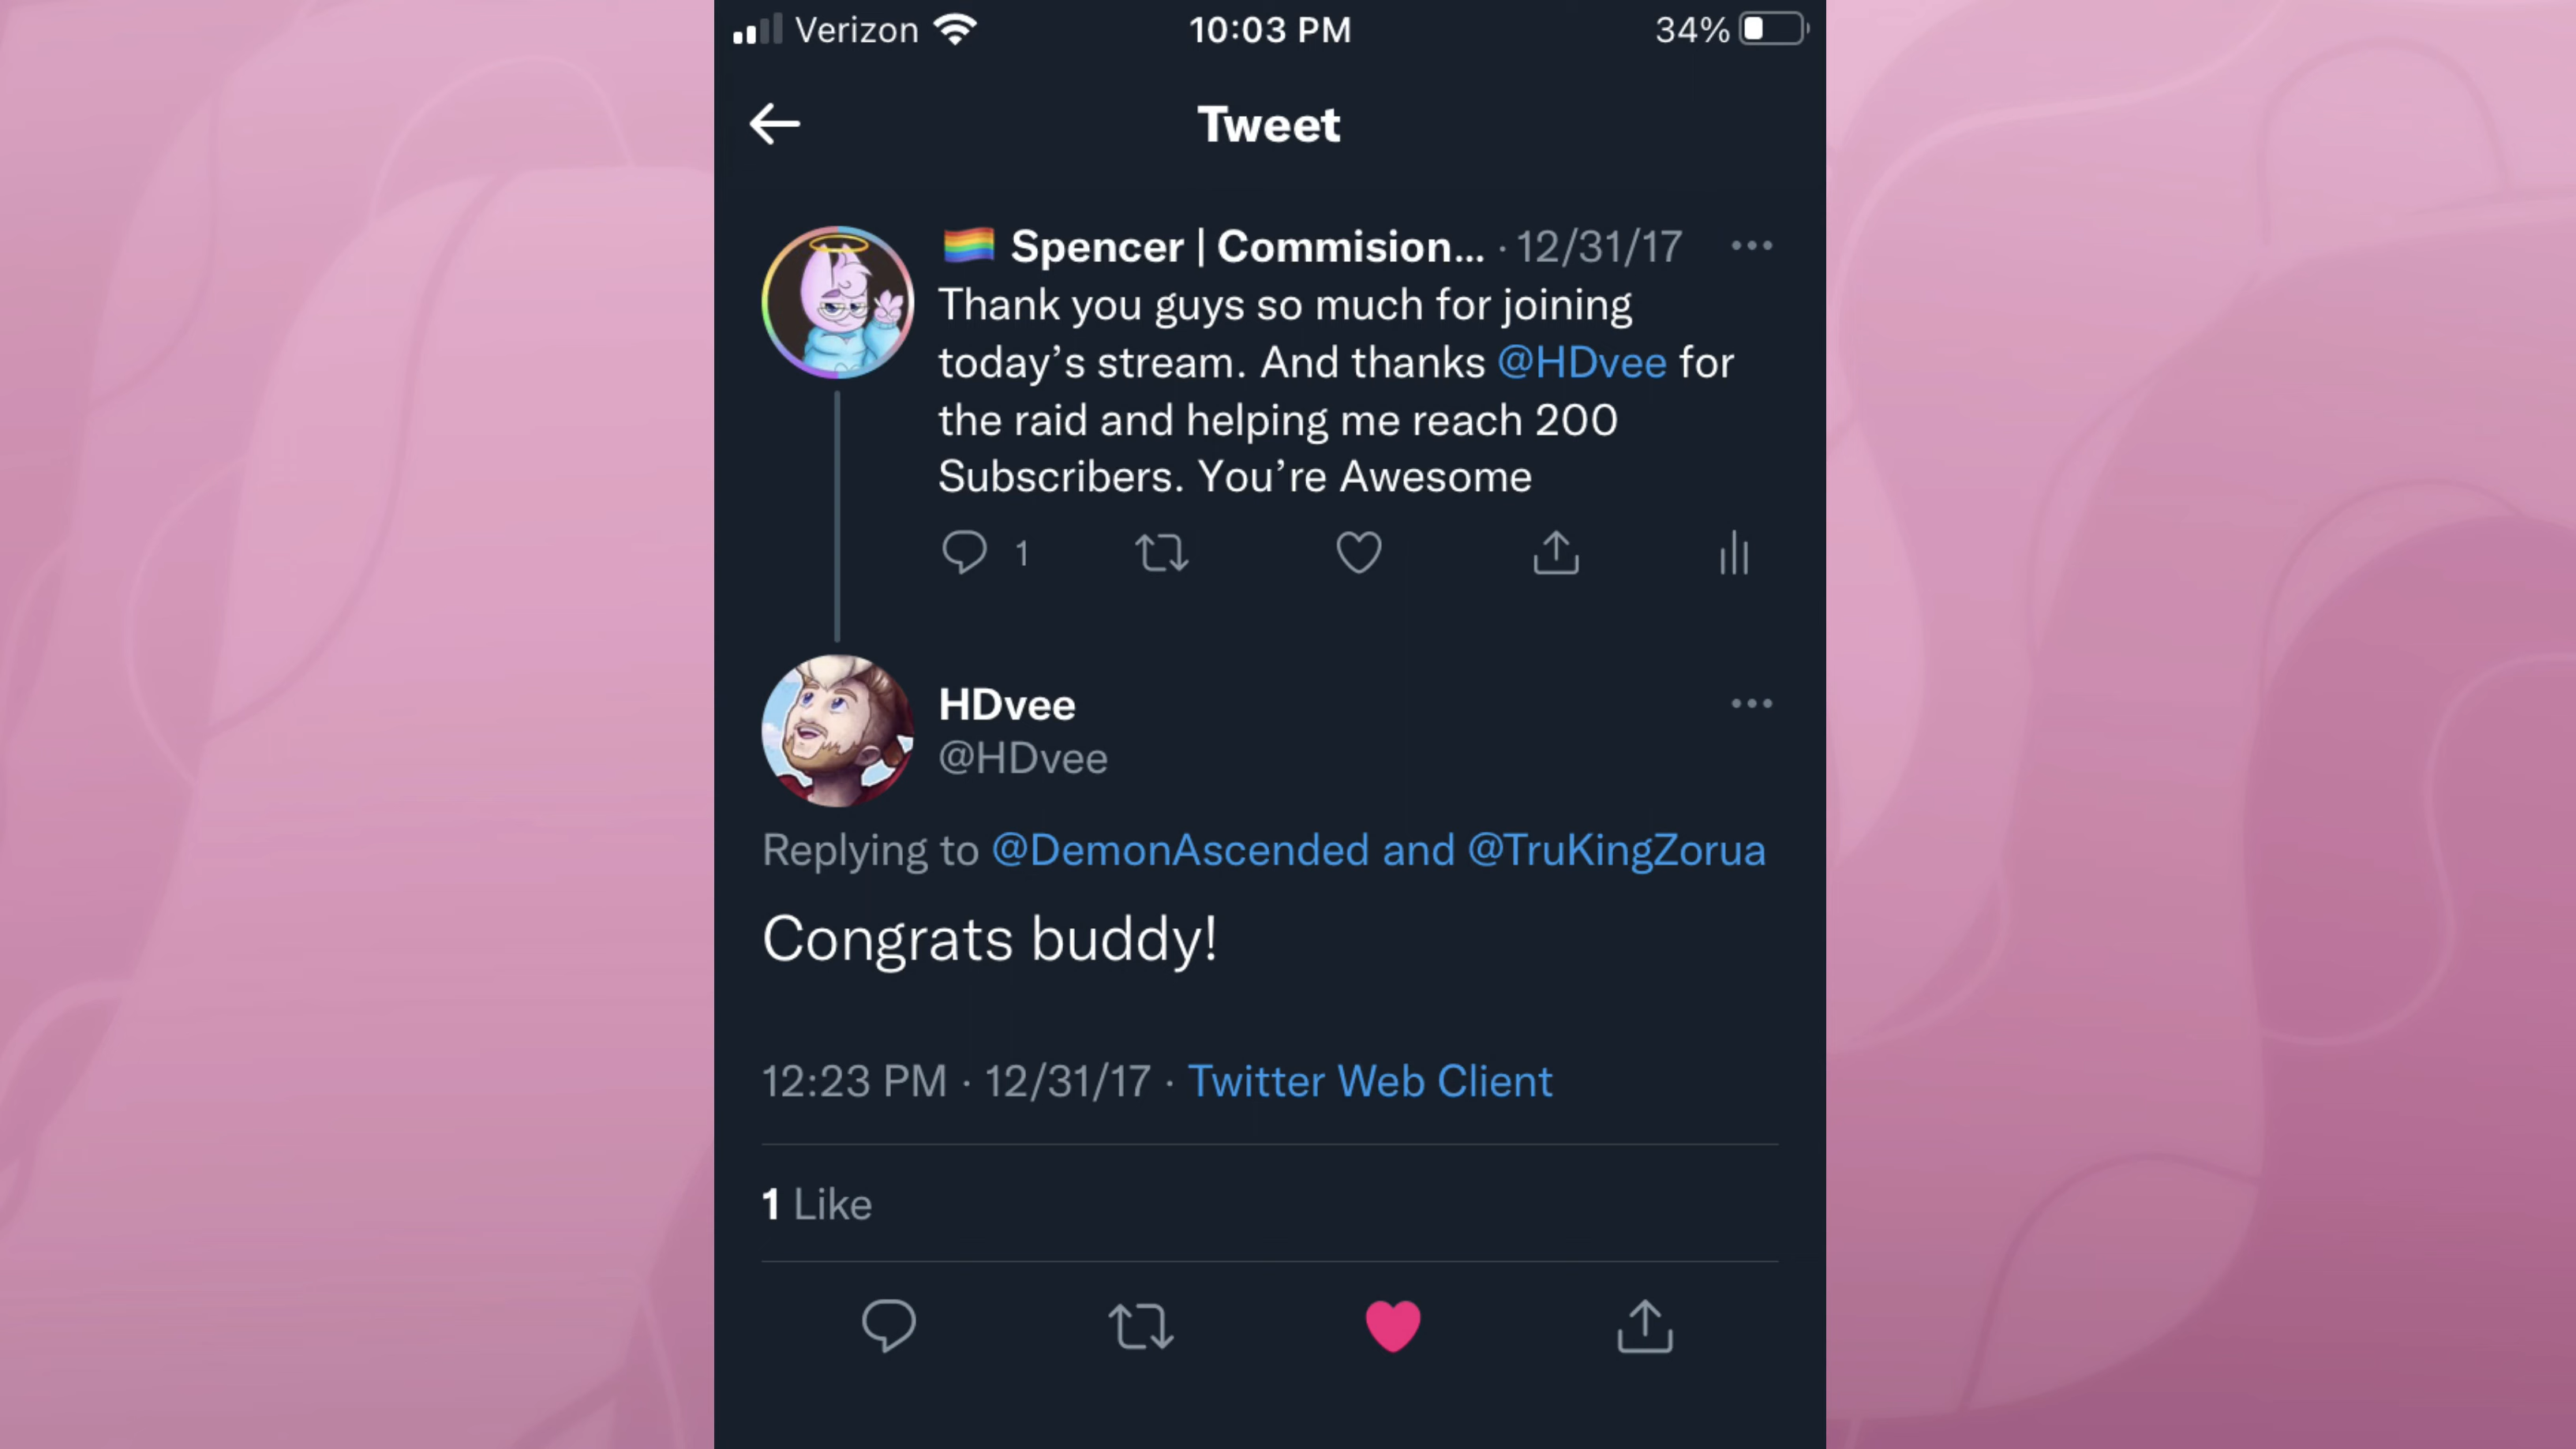 Verizon 10:03 PM 34%
Tweet
Spencer | Commision... · 12/31/17
Thank you guys so much for joining
today’s stream. And thanks @HDvee for
the raid and helping me reach 200
Subscribers. You’re Awesome
1
HDvee
@HDvee
Replying to @DemonAscended and @TruKingZorua
Congrats buddy!
12:23 PM · 12/31/17 · Twitter Web Client
1 Like